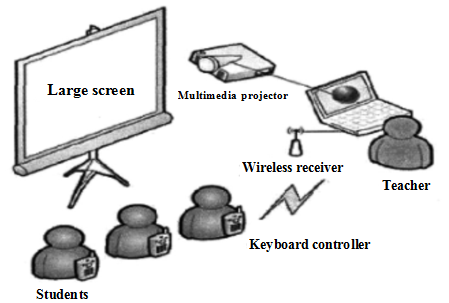 Large screen
Multimedia projector
Wireless receiver
Teacher
Keyboard controller
Students